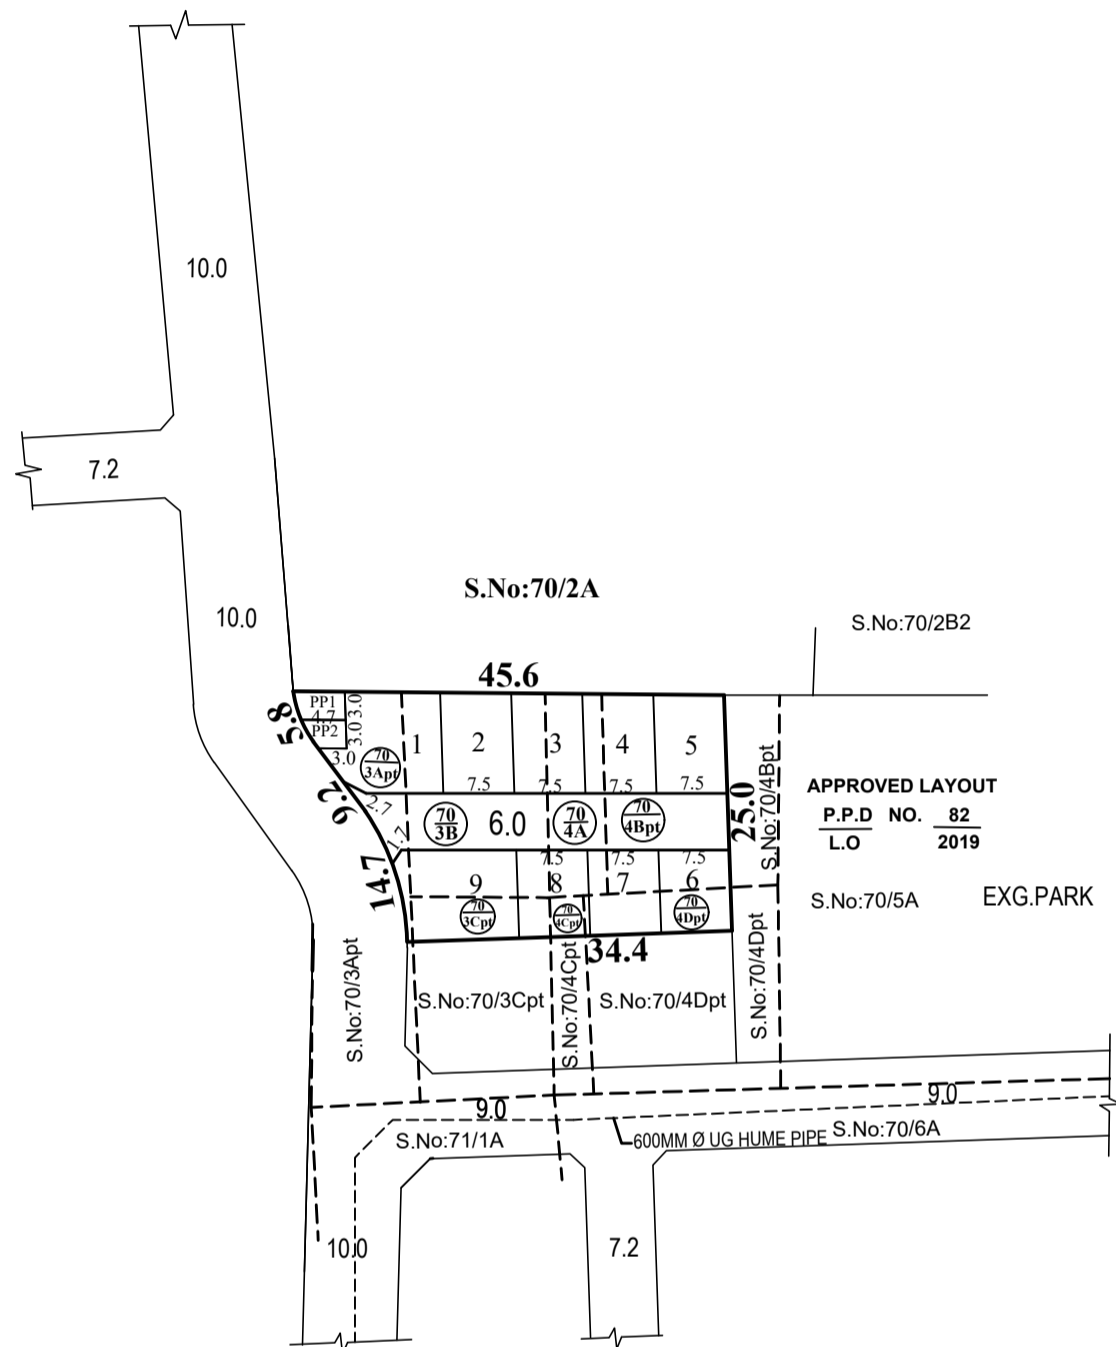 10.0
7.2
10.0
S.No:70/2A
S.No:70/2B2
45.6
PP1
4.7
PP2
3.0
3.0
3.0
5.8
9.2
14.7
2.7
1.7
70
3Apt
1
2
3
4
5
7.5
7.5
7.5
7.5
70
3B
6.0
70
4A
70
4Bpt
25.0
S.No:70/4Bpt
APPROVED LAYOUT
P.P.D NO. 82
L.O 2019
7.5
7.5
7.5
9
8
7
6
70
3Cpt
70
4Cpt
70
4Dpt
S.No:70/5A
EXG.PARK
34.4
S.No:70/3Apt
S.No:70/3Cpt
S.No:70/4Cpt
S.No:70/4Dpt
S.No:70/4Dpt
9.0
9.0
S.No:71/1A
600MM Ø UG HUME PIPE
S.No:70/6A
10.0
7.2